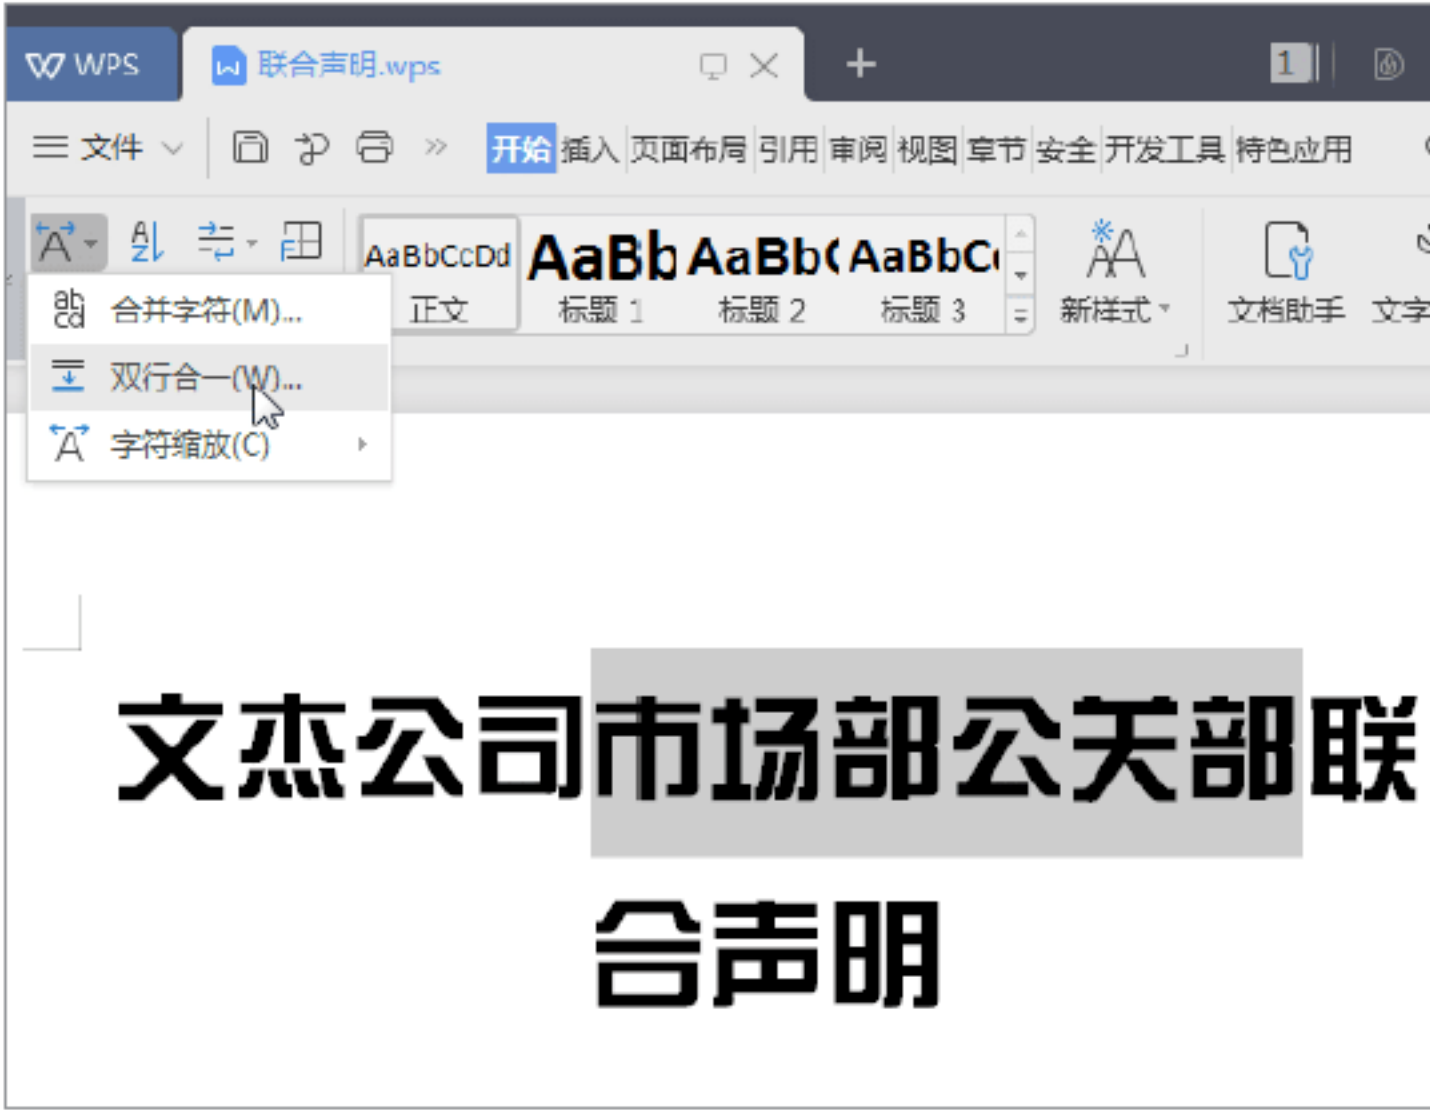 WPS
联合声明.wps
1
文件
开始 插入 页面布局 引用 审阅 视图 章节 安全 开发工具 特色应用
AaBbCcDd AaBb AaBb( AaBbC
正文 标题 1 标题 2 标题 3 新样式 文档助手 文字
合并字符(M)...
双行合一(W)...
字符缩放(C)
文杰公司市场部公关部联
合声明